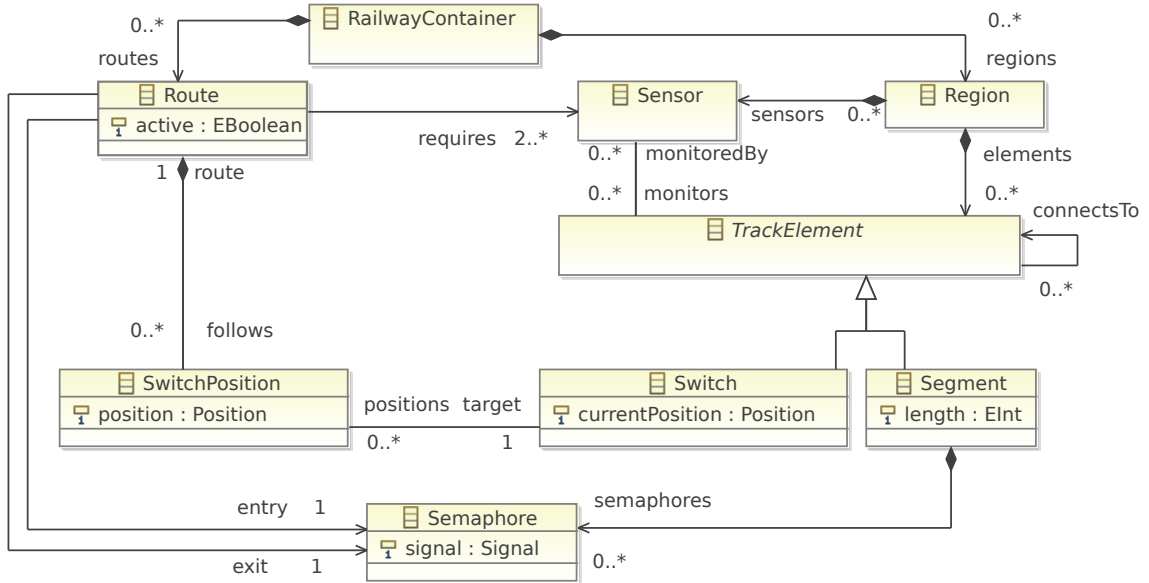 RailwayContainer
0..*
0..*
routes
regions
Route
Sensor
Region
active : EBoolean
sensors 0..*
requires 2..*
0..* monitoredBy
elements
1 route
0..* monitors
0..*
connectsTo
TrackElement
0..*
0..* follows
SwitchPosition
Switch
Segment
position : Position
positions target
currentPosition : Position
length : EInt
0..* 1
semaphores
entry 1
Semaphore
signal : Signal
0..*
exit 1